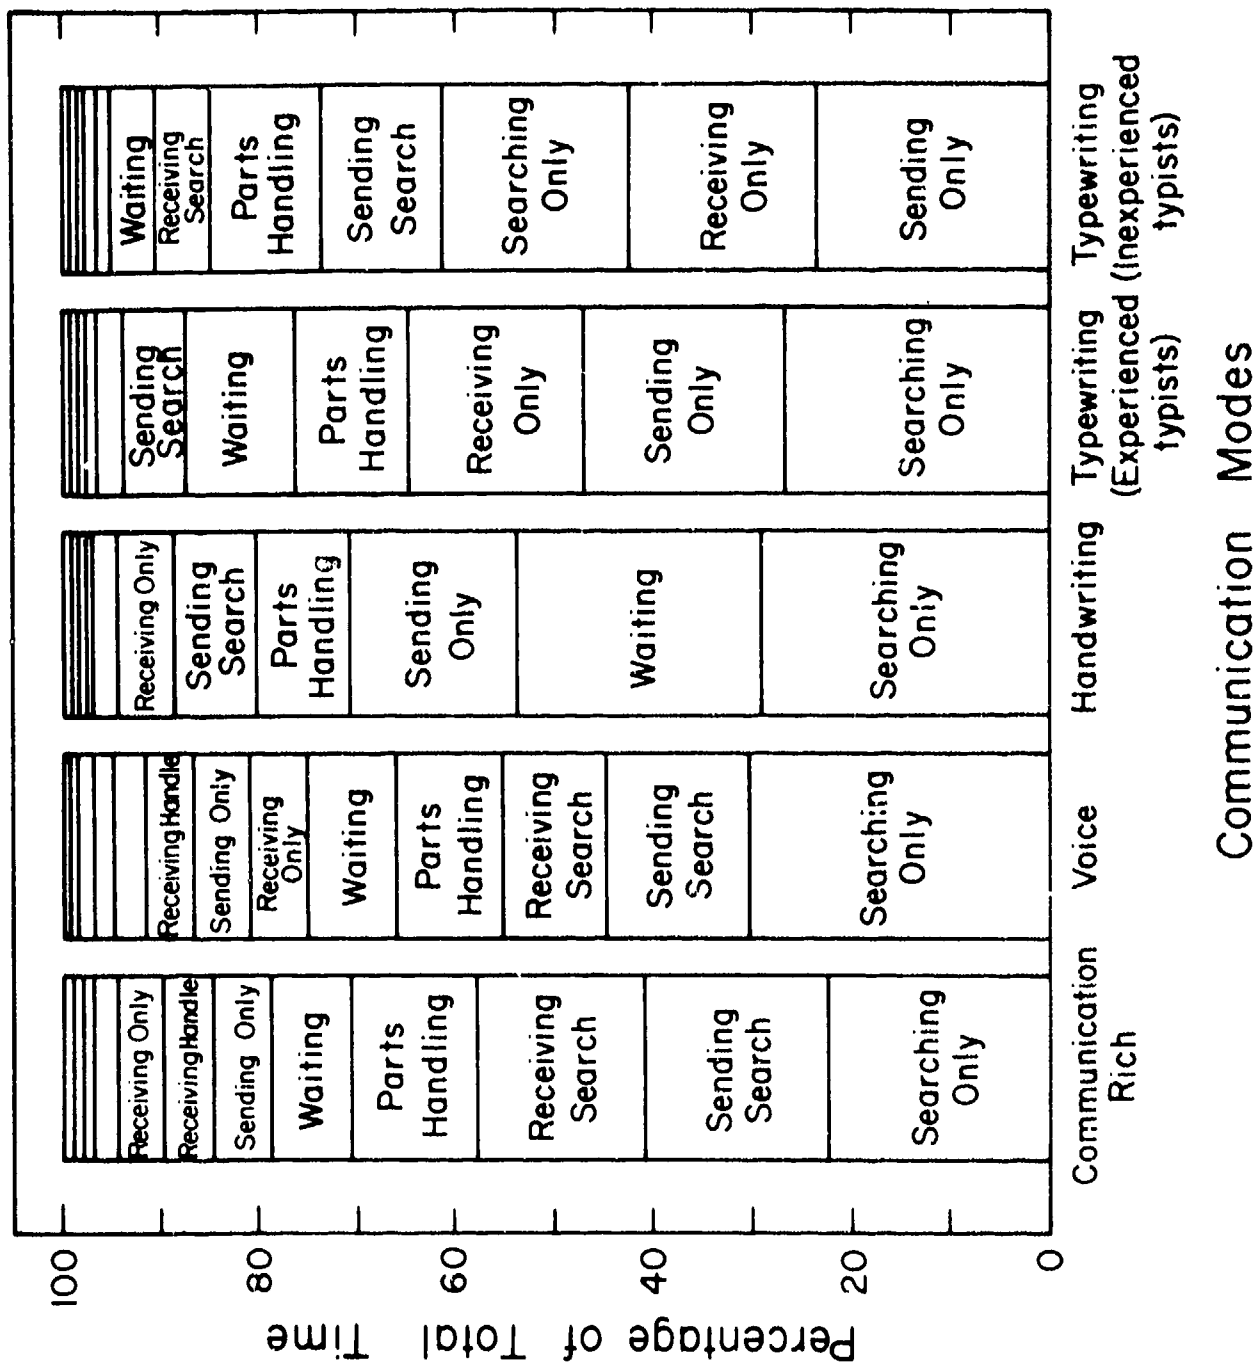 Percentage of Total Time
100
80
60
40
20
0
Receiving Only
Receiving Handle
Sending Only
Waiting
Parts
Handling
Receiving
Search
Sending
Search
Searching
Only
Communication
Rich
Receiving Handle
Sending Only
Receiving
Only
Waiting
Parts
Handling
Receiving
Search
Sending
Search
Searching
Only
Voice
Receiving Only
Sending
Search
Parts
Handling
Sending
Only
Waiting
Searching
Only
Handwriting
Sending
Search
Waiting
Parts
Handling
Receiving
Only
Sending
Only
Searching
Only
Typewriting
(Experienced
typists)
Waiting
Receiving
Search
Parts
Handling
Sending
Search
Searching
Only
Receiving
Only
Sending
Only
Typewriting
(Inexperienced
typists)
Communication Modes